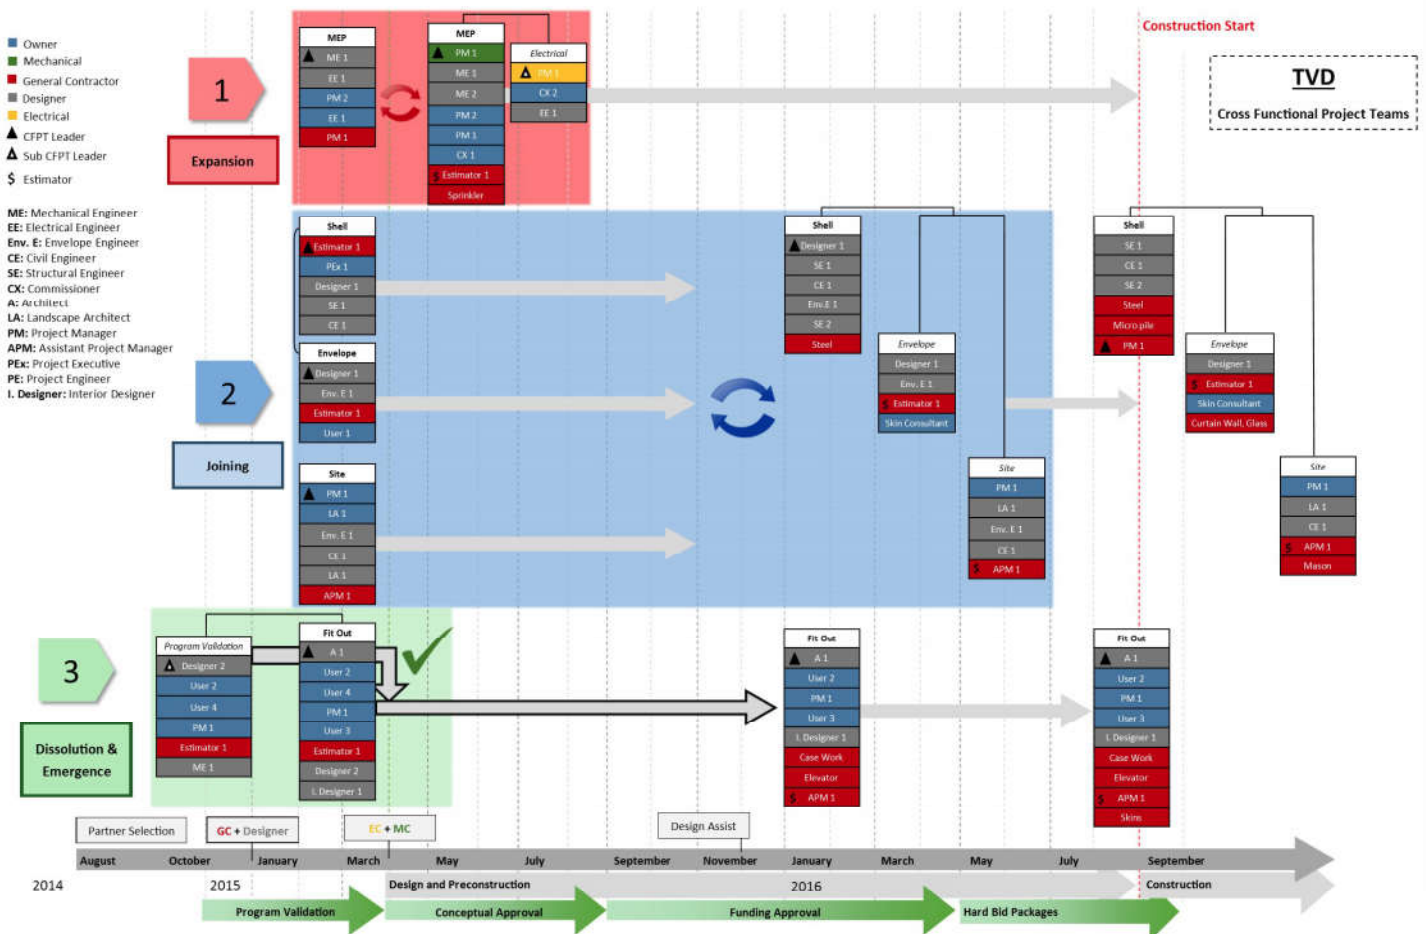 Construction Start
TVD
Cross Functional Project Teams
Owner
Mechanical
General Contractor
Designer
Electrical
CFPT Leader
Sub CFPT Leader
$ Estimator
ME: Mechanical Engineer
EE: Electrical Engineer
Env. E: Envelope Engineer
CE: Civil Engineer
SE: Structural Engineer
CX: Commissioner
A: Architect
LA: Landscape Architect
PM: Project Manager
APM: Assistant Project Manager
PEx: Project Executive
PE: Project Engineer
I. Designer: Interior Designer
1
Expansion
MEP
ME 1
EE 1
PM 2
EE 1
PM 1
MEP
PM 1
ME 1
ME 2
PM 2
PM 1
CX 1
$ Estimator 1
Sprinkler
Electrical
PM 1
CX 2
EE 1
2
Joining
Shell
Estimator 1
PEx 1
Designer 1
SE 1
CE 1
Envelope
Designer 1
Env. E 1
Estimator 1
User 1
Site
PM 1
LA 1
Env. E 1
CE 1
LA 1
APM 1
Shell
Designer 1
SE 1
CE 1
Env.E 1
SE 2
Steel
Envelope
Designer 1
Env. E 1
$ Estimator 1
Skin Consultant
Site
PM 1
LA 1
Env. E 1
CE 1
$ APM 1
Shell
SE 1
CE 1
SE 2
Steel
Micro pile
PM 1
Envelope
Designer 1
$ Estimator 1
Skin Consultant
Curtain Wall, Glass
Site
PM 1
LA 1
CE 1
$ APM 1
Mason
3
Dissolution &
Emergence
Program Validation
Designer 2
User 2
User 4
PM 1
Estimator 1
ME 1
Fit Out
A 1
User 2
User 4
PM 1
User 3
Estimator 1
Designer 2
I. Designer 1
Fit Out
A 1
User 2
PM 1
User 3
I. Designer 1
Case Work
Elevator
$ APM 1
Fit Out
A 1
User 2
PM 1
User 3
I. Designer 1
Case Work
Elevator
$ APM 1
Skins
Partner Selection
GC + Designer
EC + MC
Design Assist
August October January March May July September November January March May July September
2014 2015 Design and Preconstruction 2016 Construction
Program Validation Conceptual Approval Funding Approval Hard Bid Packages